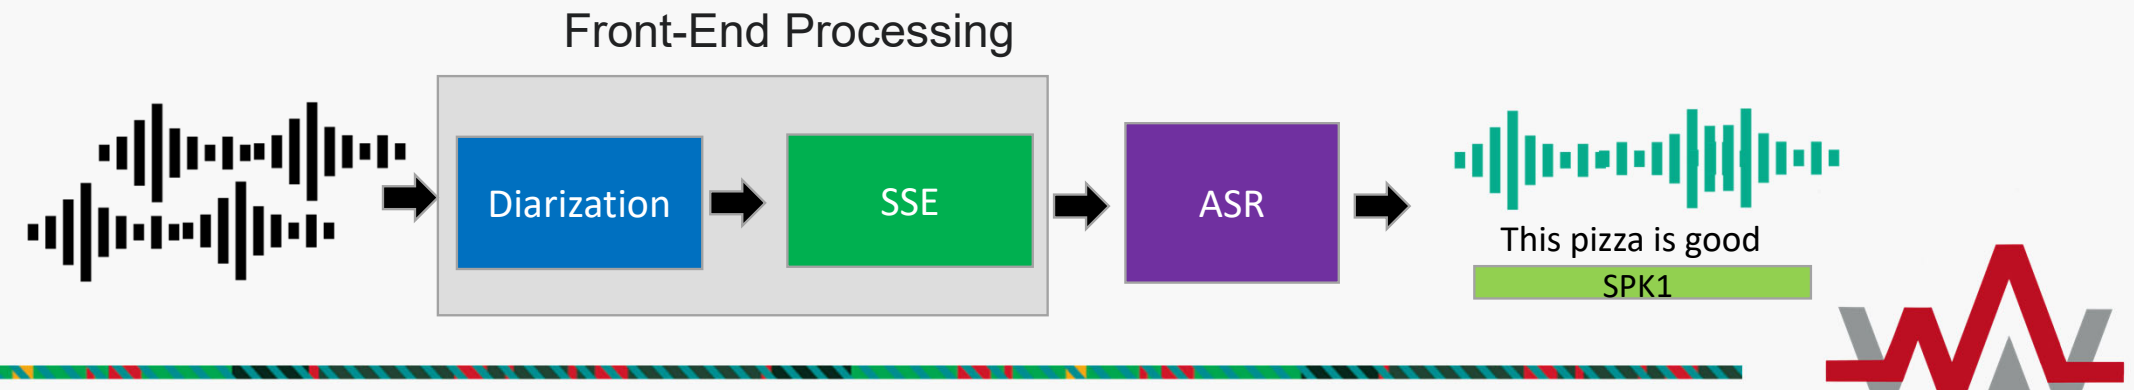 Front-End Processing
Diarization
SSE
ASR
This pizza is good
SPK1